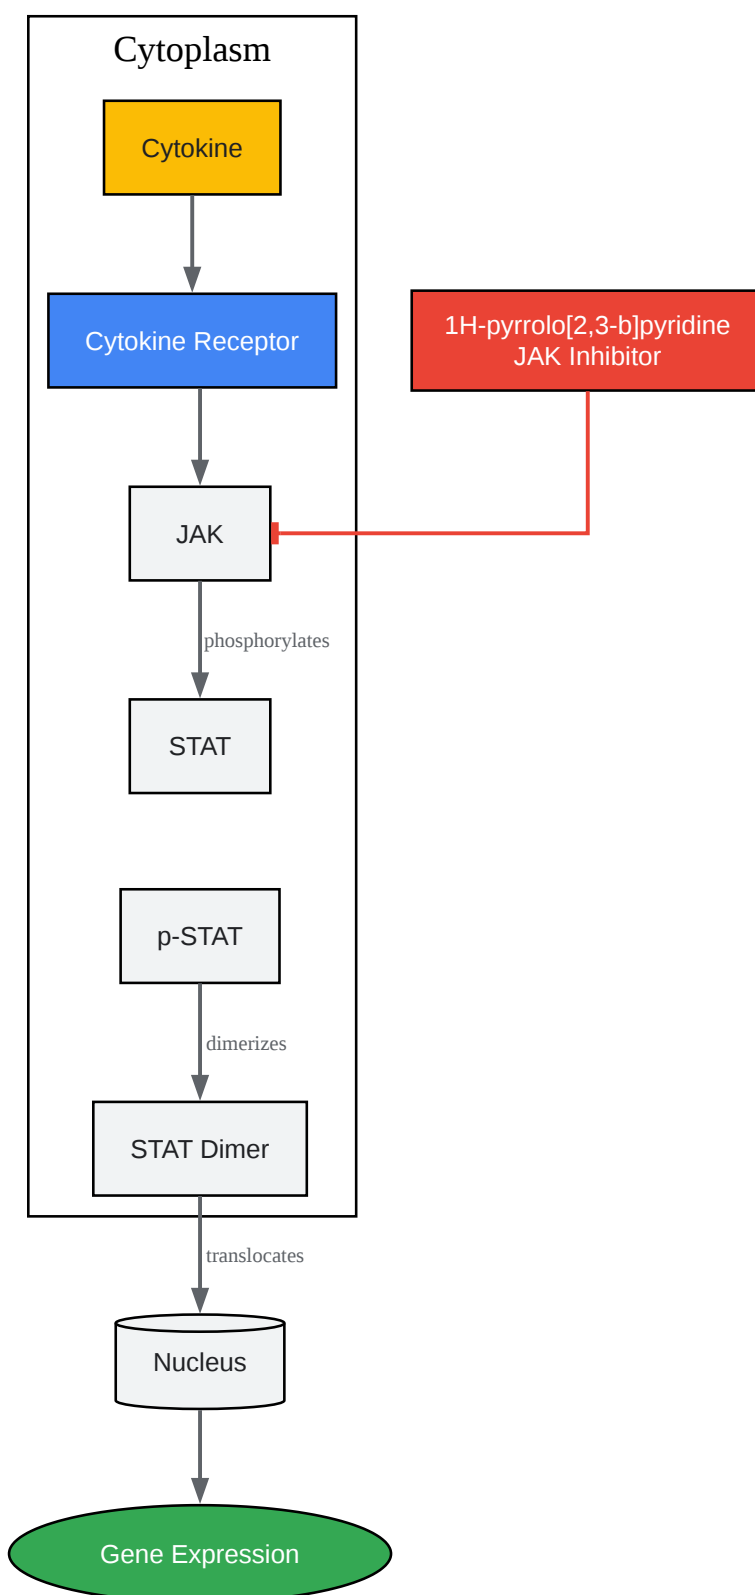 Cytoplasm
Cytokine
Cytokine Receptor
1H-pyrrolo[2,3-b]pyridine
JAK Inhibitor
JAK
phosphorylates
STAT
p-STAT
dimerizes
STAT Dimer
translocates
Nucleus
Gene Expression